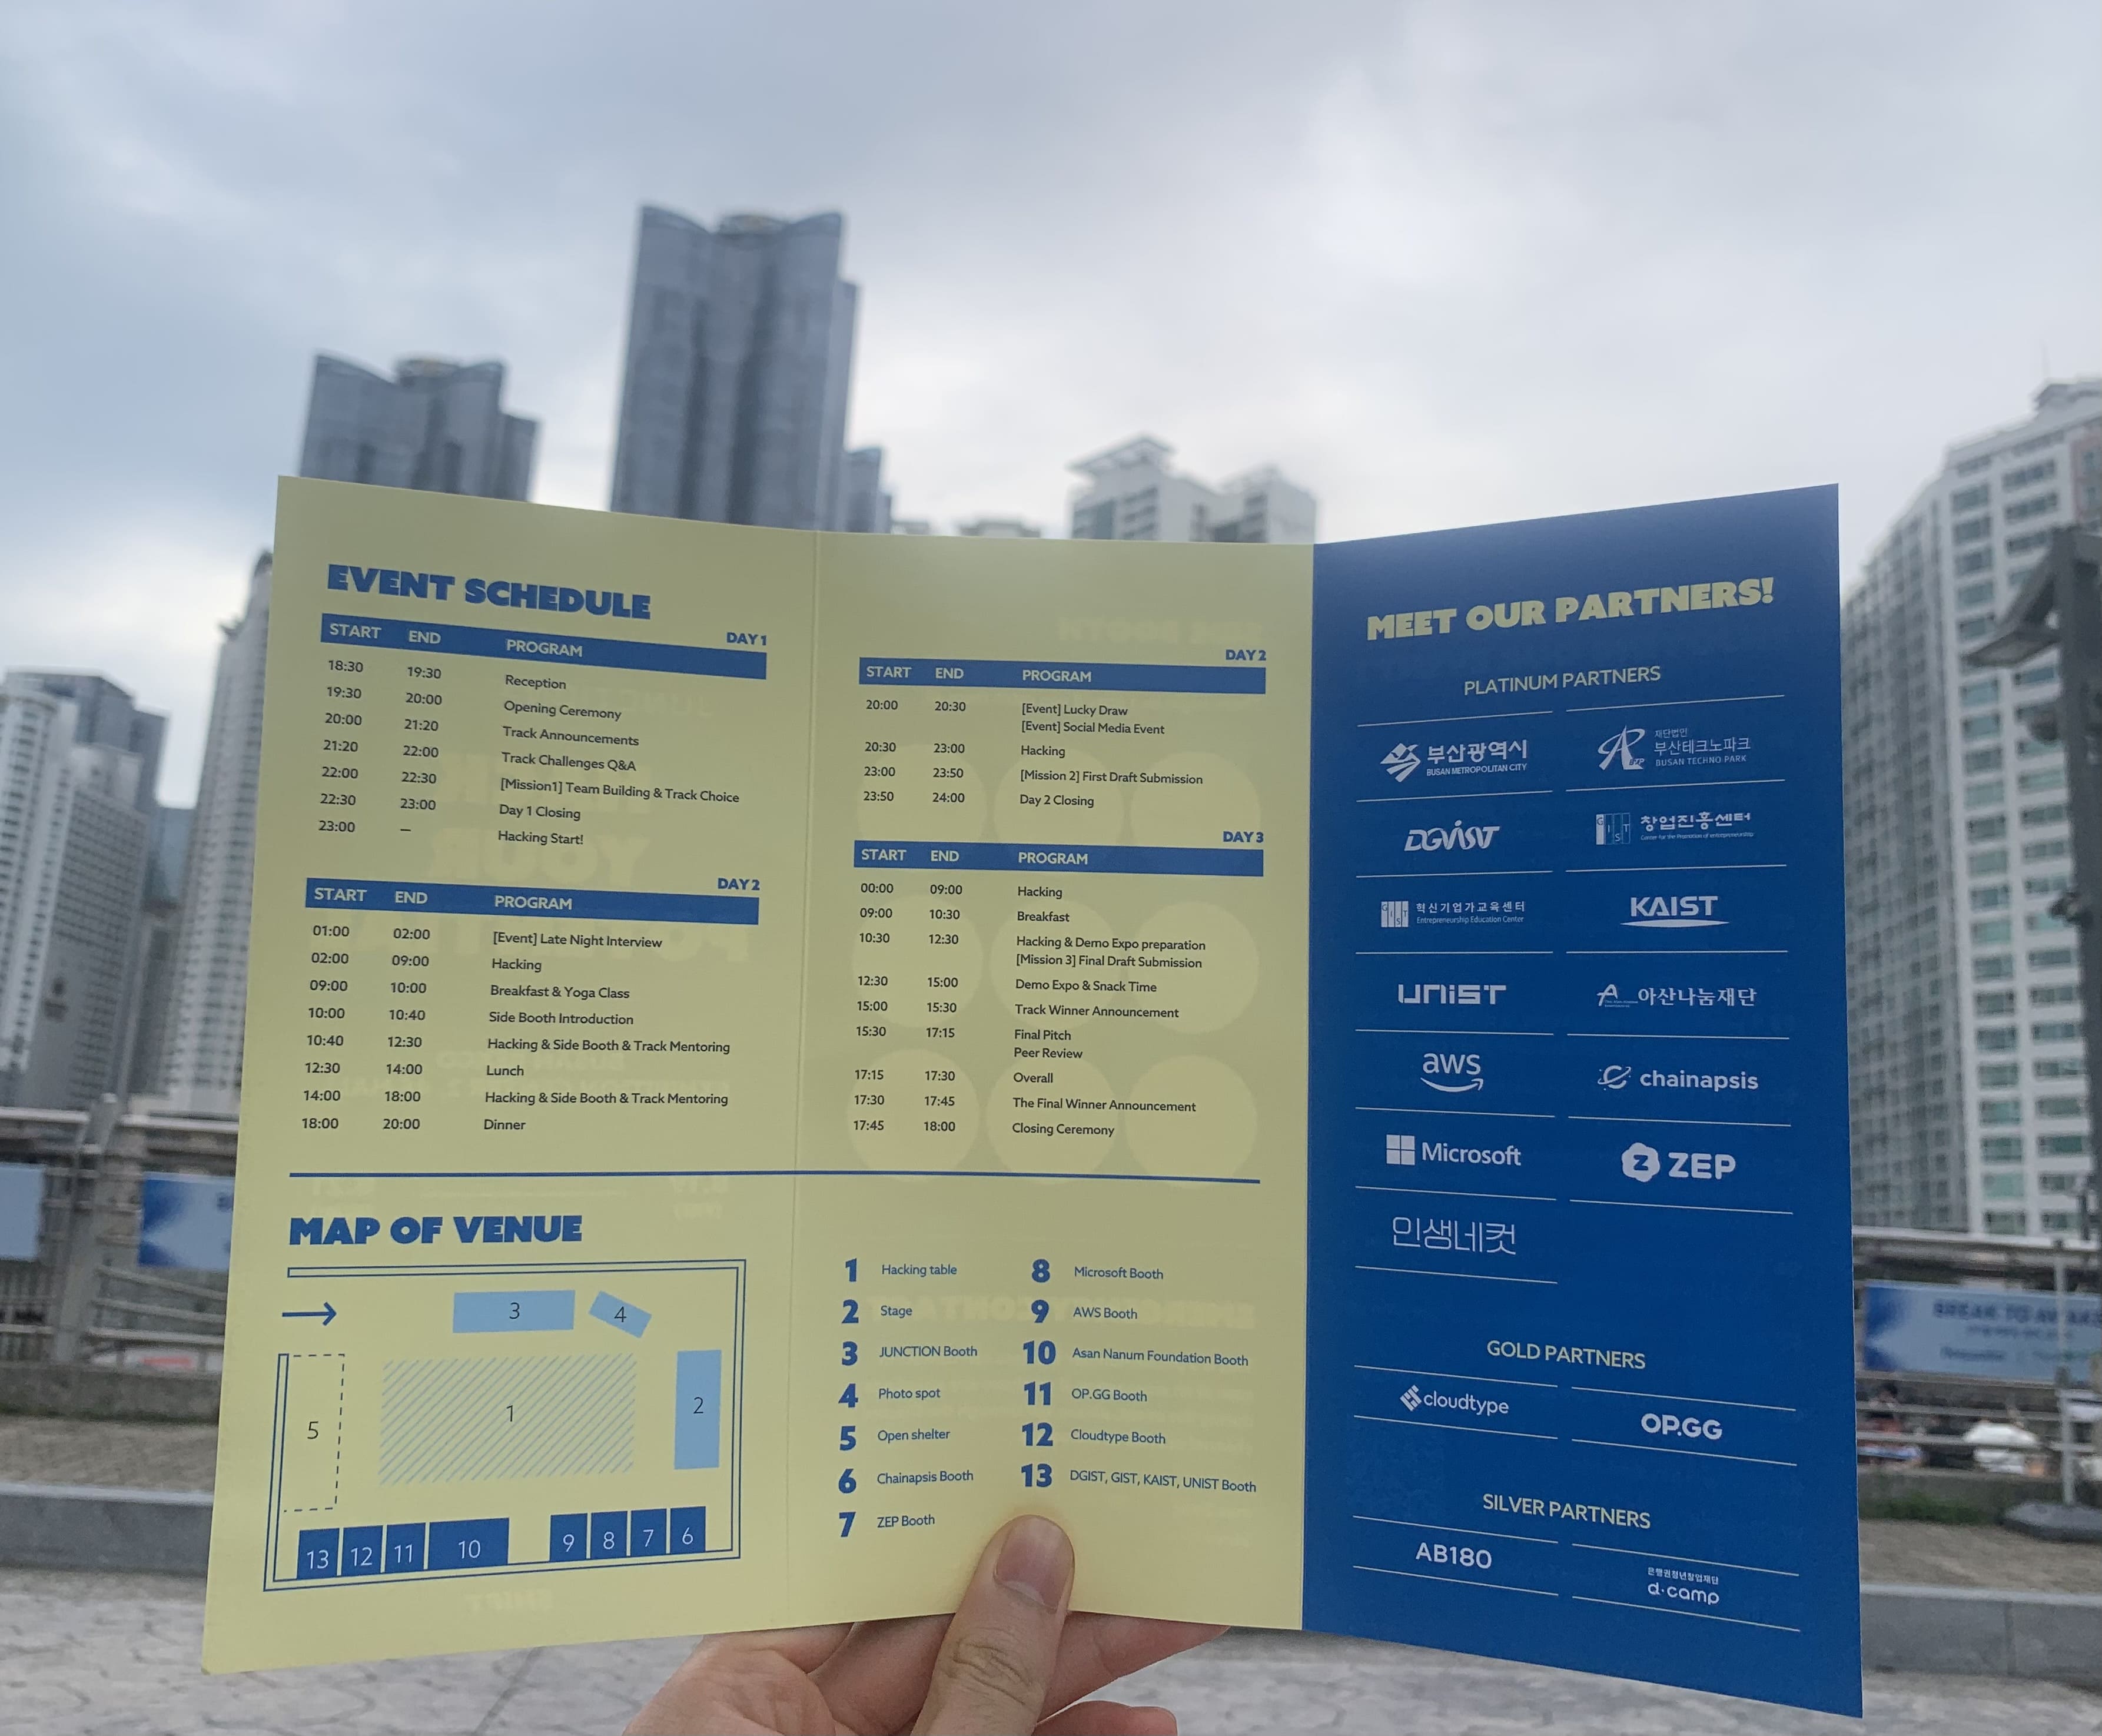 EVENT SCHEDULE
DAY 1
START END PROGRAM
18:30 19:30 Reception
19:30 20:00 Opening Ceremony
20:00 21:20 Track Announcements
21:20 22:00 Track Challenges Q&A
22:00 22:30 [Mission1] Team Building & Track Choice
22:30 23:00 Day 1 Closing
23:00 — Hacking Start!
DAY 2
START END PROGRAM
01:00 02:00 [Event] Late Night Interview
02:00 09:00 Hacking
09:00 10:00 Breakfast & Yoga Class
10:00 10:40 Side Booth Introduction
10:40 12:30 Hacking & Side Booth & Track Mentoring
12:30 14:00 Lunch
14:00 18:00 Hacking & Side Booth & Track Mentoring
18:00 20:00 Dinner
DAY 2
START END PROGRAM
20:00 20:30 [Event] Lucky Draw
[Event] Social Media Event
20:30 23:00 Hacking
23:00 23:50 [Mission 2] First Draft Submission
23:50 24:00 Day 2 Closing
DAY 3
START END PROGRAM
00:00 09:00 Hacking
09:00 10:30 Breakfast
10:30 12:30 Hacking & Demo Expo preparation
[Mission 3] Final Draft Submission
12:30 15:00 Demo Expo & Snack Time
15:00 15:30 Track Winner Announcement
15:30 17:15 Final Pitch
Peer Review
17:15 17:30 Overall
17:30 17:45 The Final Winner Announcement
17:45 18:00 Closing Ceremony
MAP OF VENUE
3 4
5 1 2
13 12 11 10 9 8 7 6
1 Hacking table
2 Stage
3 JUNCTION Booth
4 Photo spot
5 Open shelter
6 Chainapsis Booth
7 ZEP Booth
8 Microsoft Booth
9 AWS Booth
10 Asan Nanum Foundation Booth
11 OP.GG Booth
12 Cloudtype Booth
13 DGIST, GIST, KAIST, UNIST Booth
MEET OUR PARTNERS!
PLATINUM PARTNERS
부산광역시
BUSAN METROPOLITAN CITY
재단법인
부산테크노파크
BUSAN TECHNO PARK
DGIST
GIST 창업진흥센터
Center for the Promotion of entrepreneurship
GIST 혁신기업가교육센터
Entrepreneurship Education Center
KAIST
UNIST
아산나눔재단
aws
chainapsis
Microsoft
ZEP
인생네컷
GOLD PARTNERS
cloudtype
OP.GG
SILVER PARTNERS
AB180
은행권청년창업재단
d·camp